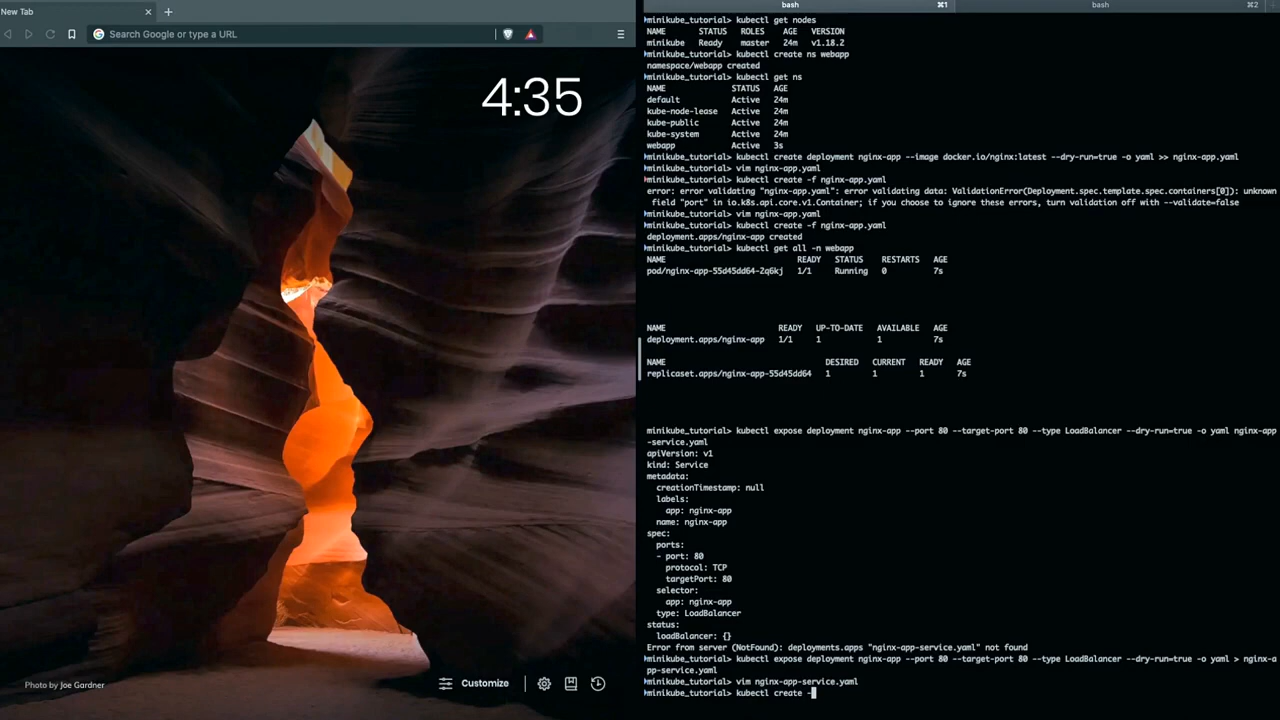 New Tab
Search Google or type a URL
4:35
Photo by Joe Gardner
Customize
bash ⌘1
bash ⌘2
minikube_tutorial> kubectl get nodes
NAME STATUS ROLES AGE VERSION
minikube Ready master 24m v1.18.2
minikube_tutorial> kubectl create ns webapp
namespace/webapp created
minikube_tutorial> kubectl get ns
NAME STATUS AGE
default Active 24m
kube-node-lease Active 24m
kube-public Active 24m
kube-system Active 24m
webapp Active 3s
minikube_tutorial> kubectl create deployment nginx-app --image docker.io/nginx:latest --dry-run=true -o yaml >> nginx-app.yaml
minikube_tutorial> vim nginx-app.yaml
minikube_tutorial> kubectl create -f nginx-app.yaml
error: error validating "nginx-app.yaml": error validating data: ValidationError(Deployment.spec.template.spec.containers[0]): unknown
field "port" in io.k8s.api.core.v1.Container; if you choose to ignore these errors, turn validation off with --validate=false
minikube_tutorial> vim nginx-app.yaml
minikube_tutorial> kubectl create -f nginx-app.yaml
deployment.apps/nginx-app created
minikube_tutorial> kubectl get all -n webapp
NAME READY STATUS RESTARTS AGE
pod/nginx-app-55d45dd64-2q6kj 1/1 Running 0 7s
NAME READY UP-TO-DATE AVAILABLE AGE
deployment.apps/nginx-app 1/1 1 1 7s
NAME DESIRED CURRENT READY AGE
replicaset.apps/nginx-app-55d45dd64 1 1 1 7s
minikube_tutorial> kubectl expose deployment nginx-app --port 80 --target-port 80 --type LoadBalancer --dry-run=true -o yaml nginx-app
-service.yaml
apiVersion: v1
kind: Service
metadata:
creationTimestamp: null
labels:
app: nginx-app
name: nginx-app
spec:
ports:
- port: 80
protocol: TCP
targetPort: 80
selector:
app: nginx-app
type: LoadBalancer
status:
loadBalancer: {}
Error from server (NotFound): deployments.apps "nginx-app-service.yaml" not found
minikube_tutorial> kubectl expose deployment nginx-app --port 80 --target-port 80 --type LoadBalancer --dry-run=true -o yaml > nginx-a
pp-service.yaml
minikube_tutorial> vim nginx-app-service.yaml
minikube_tutorial> kubectl create -